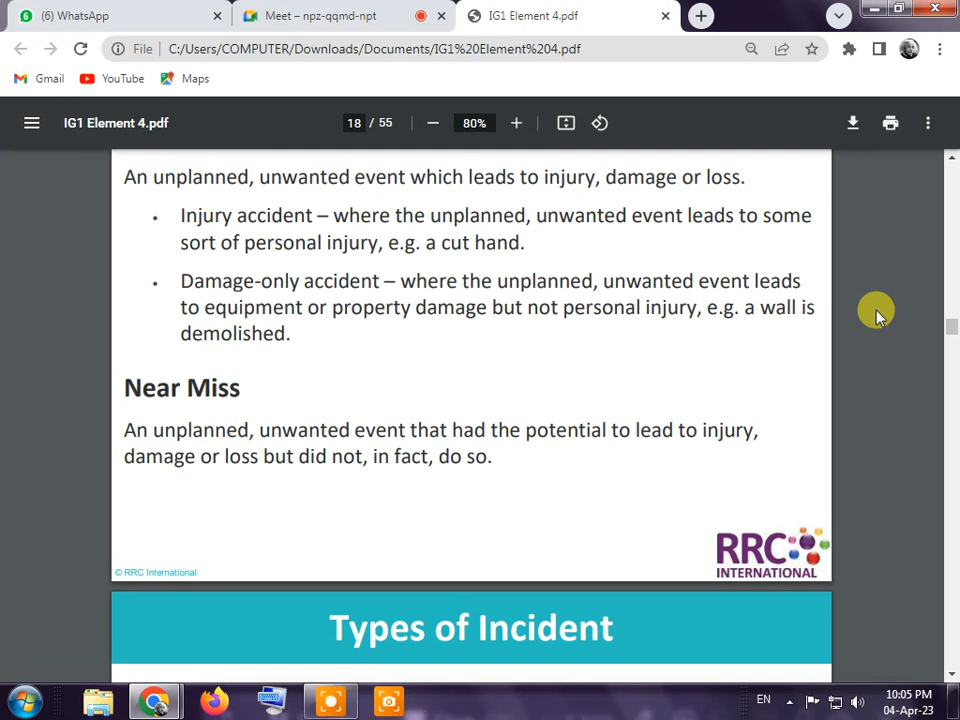 (6) WhatsApp
Meet – npz-qqmd-npt
IG1 Element 4.pdf
File
C:/Users/COMPUTER/Downloads/Documents/IG1%20Element%204.pdf
Gmail
YouTube
Maps
IG1 Element 4.pdf
18 / 55
80%
An unplanned, unwanted event which leads to injury, damage or loss.
• Injury accident – where the unplanned, unwanted event leads to some
sort of personal injury, e.g. a cut hand.
• Damage-only accident – where the unplanned, unwanted event leads
to equipment or property damage but not personal injury, e.g. a wall is
demolished.
Near Miss
An unplanned, unwanted event that had the potential to lead to injury,
damage or loss but did not, in fact, do so.
RRC
INTERNATIONAL
© RRC International
Types of Incident
EN
10:05 PM
04-Apr-23